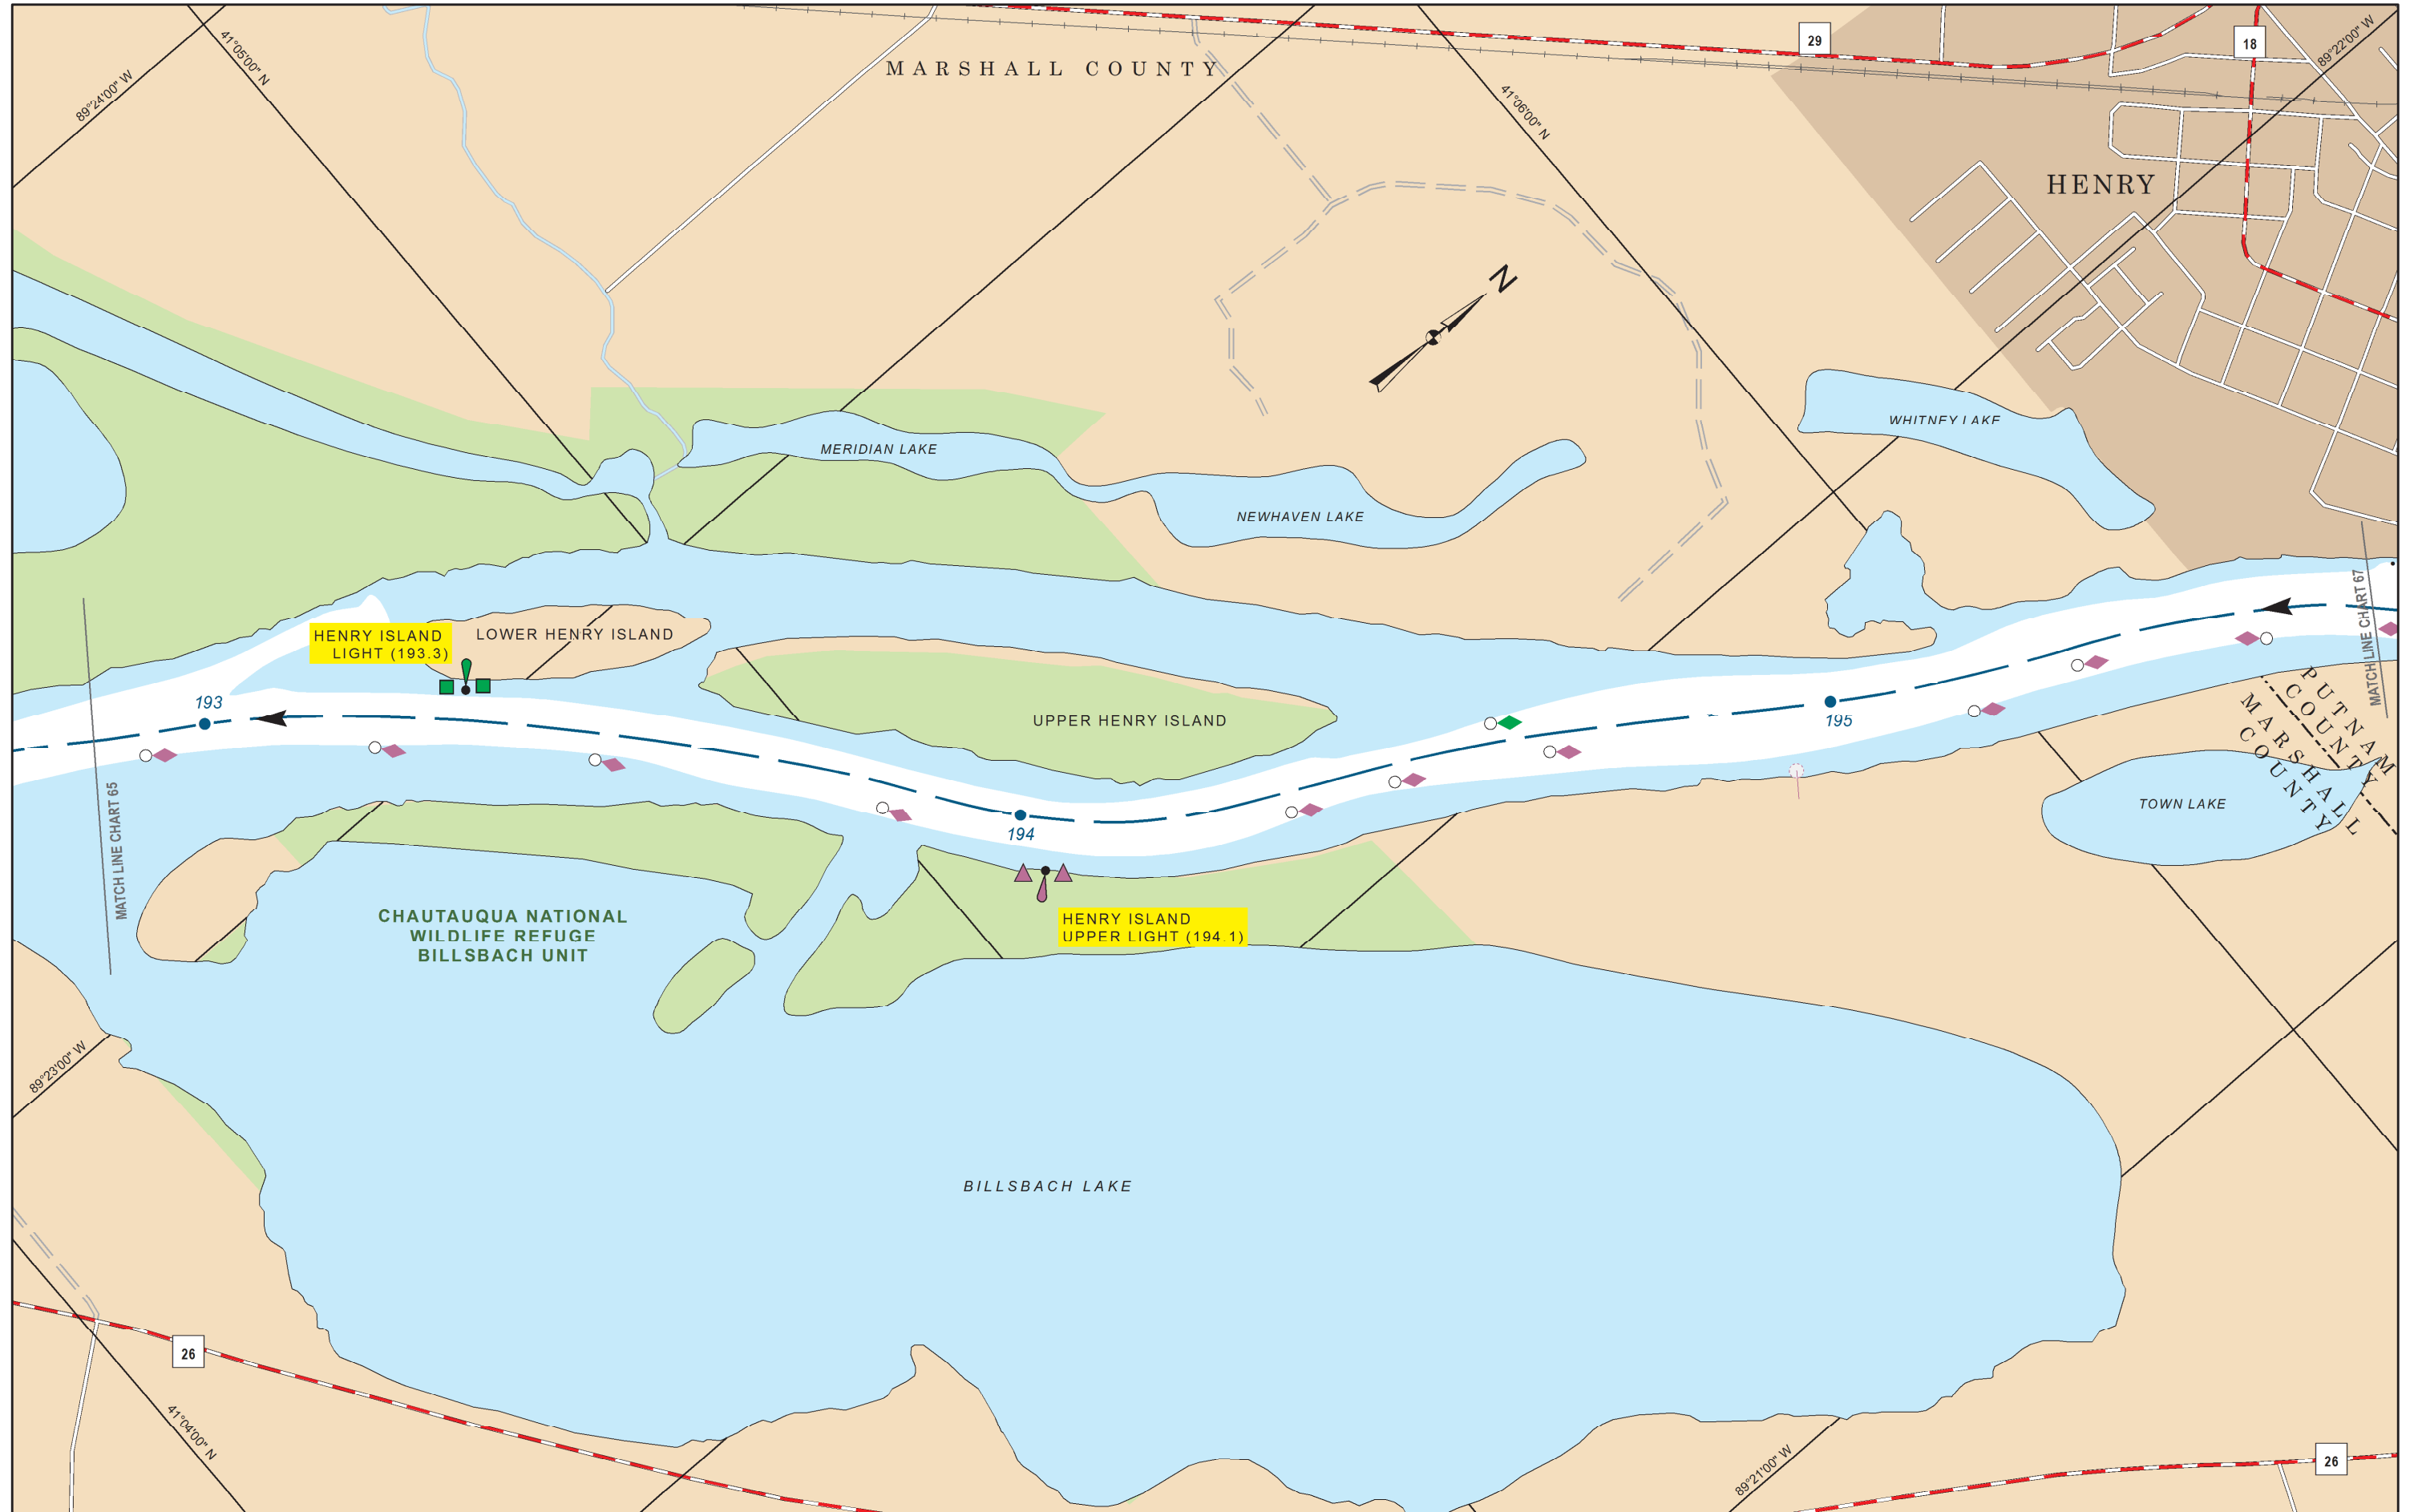 29
18
89°22'00" W
41°05'00" N
MARSHALL COUNTY
89°24'00" W
41°06'00" N
HENRY
N
WHITNEY LAKE
MERIDIAN LAKE
NEWHAVEN LAKE
MATCH LINE CHART 67
HENRY ISLAND
LIGHT (193.3)
LOWER HENRY ISLAND
193
UPPER HENRY ISLAND
195
PUTNAM
COUNTY
MARSHALL
COUNTY
MATCH LINE CHART 67
TOWN LAKE
194
MATCH LINE CHART 65
CHAUTAUQUA NATIONAL
WILDLIFE REFUGE
BILLSBACH UNIT
HENRY ISLAND
UPPER LIGHT (194.1)
89°23'00" W
BILLSBACH LAKE
26
41°04'00" N
89°21'00" W
26